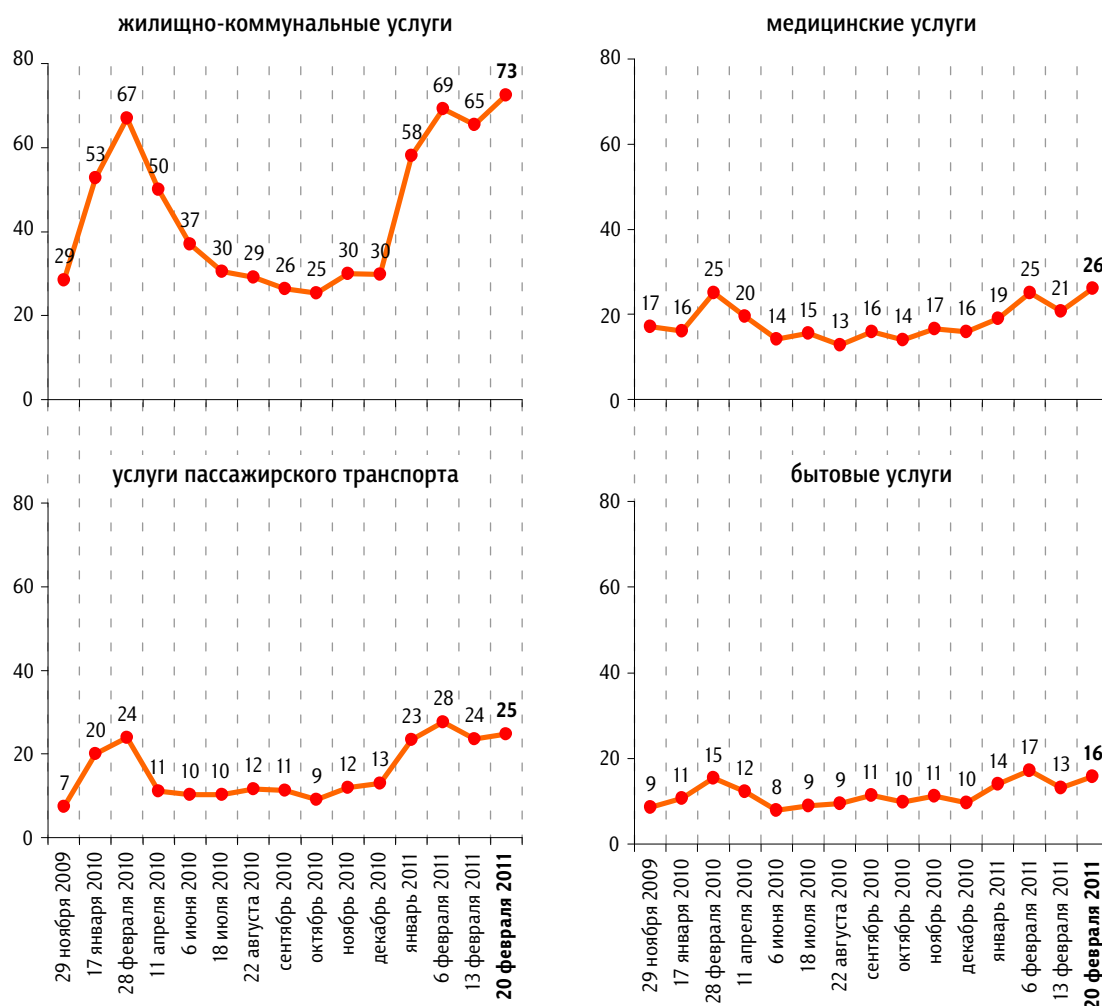 жилищно-коммунальные услуги
80
60
40
20
0
29
53
67
50
37
30
29
26
25
30
30
58
69
65
73
медицинские услуги
80
60
40
20
0
17
16
25
20
14
15
13
16
14
17
16
19
25
21
26
услуги пассажирского транспорта
80
60
40
20
0
7
20
24
11
10
10
12
11
9
12
13
23
28
24
25
29 ноября 2009
17 января 2010
28 февраля 2010
11 апреля 2010
6 июня 2010
18 июля 2010
22 августа 2010
сентябрь 2010
октябрь 2010
ноябрь 2010
декабрь 2010
январь 2011
6 февраля 2011
13 февраля 2011
20 февраля 2011
бытовые услуги
80
60
40
20
0
9
11
15
12
8
9
9
11
10
11
10
14
17
13
16
29 ноября 2009
17 января 2010
28 февраля 2010
11 апреля 2010
6 июня 2010
18 июля 2010
22 августа 2010
сентябрь 2010
октябрь 2010
ноябрь 2010
декабрь 2010
январь 2011
6 февраля 2011
13 февраля 2011
20 февраля 2011